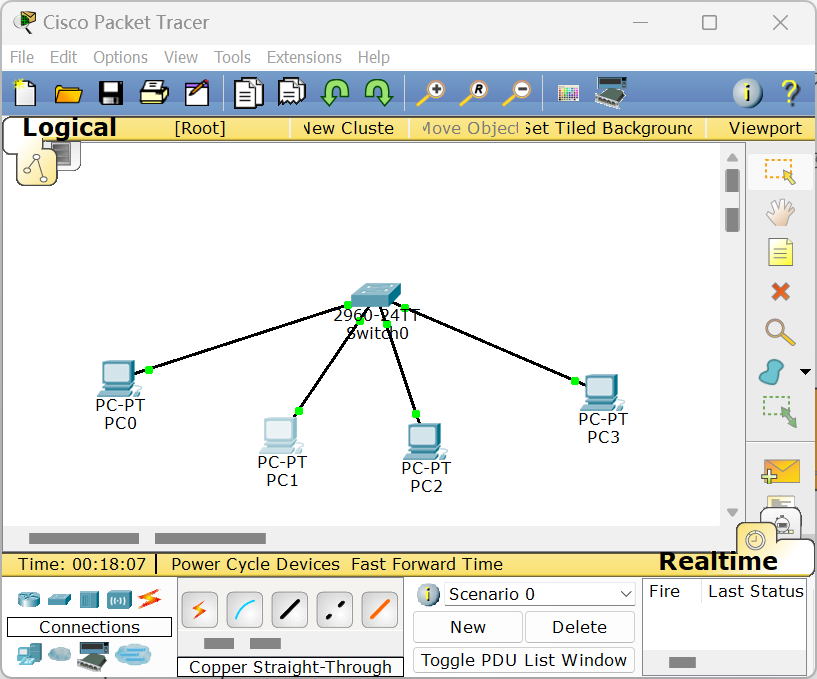 Cisco Packet Tracer
File Edit Options View Tools Extensions Help
Logical [Root] New Cluste Move Object Set Tiled Background Viewport
2960-24TT
Switch0
PC-PT
PC0
PC-PT
PC1
PC-PT
PC2
PC-PT
PC3
Time: 00:18:07 Power Cycle Devices Fast Forward Time Realtime
Scenario 0
Fire Last Status
Connections
New Delete
Toggle PDU List Window
Copper Straight-Through